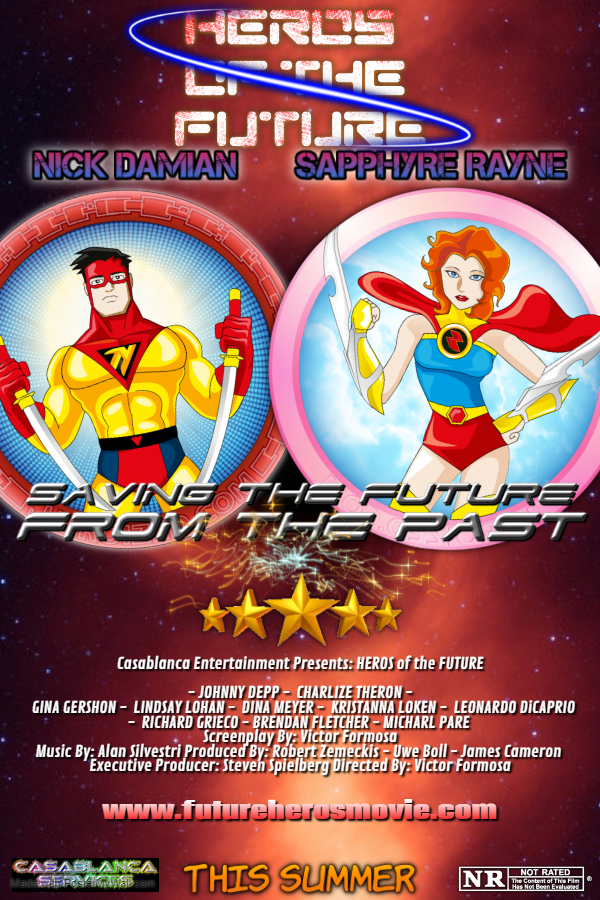 HEROS
OF THE
FUTURE
NICK DAMIAN SAPPHYRE RAYNE
N
N
SAVING THE FUTURE
FROM THE PAST
Casablanca Entertainment Presents: HEROS of the FUTURE
- JOHNNY DEPP - CHARLIZE THERON -
GINA GERSHON - LINDSAY LOHAN - DINA MEYER - KRISTANNA LOKEN - LEONARDO DiCAPRIO
- RICHARD GRIECO - BRENDAN FLETCHER - MICHARL PARE
Screenplay By: Victor Formosa
Music By: Alan Silvestri Produced By: Robert Zemeckis - Uwe Boll - James Cameron
Executive Producer: Steven Spielberg Directed By: Victor Formosa
www.futureherosmovie.com
CASABLANCA
SERVICES
THIS SUMMER
NR NOT RATED
The Content of This Film
Has Not Been Evaluated
®